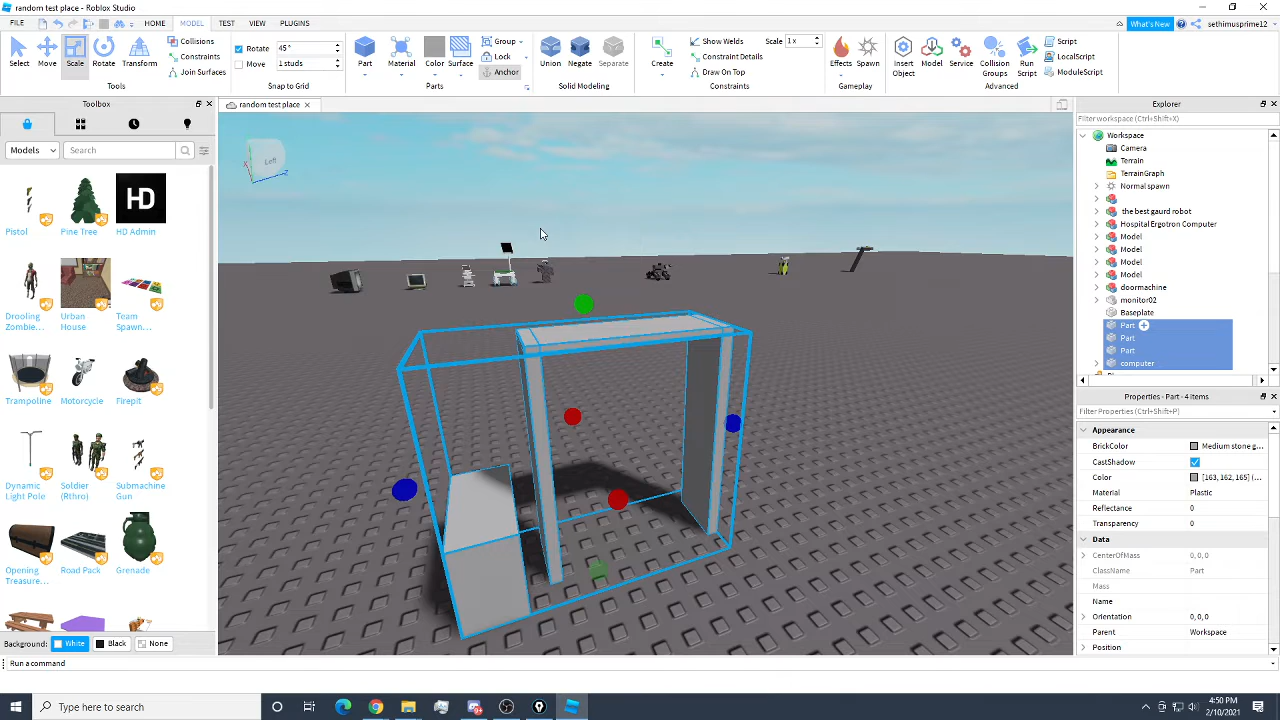 random test place - Roblox Studio
FILE HOME MODEL TEST VIEW PLUGINS What's New sethimusprime12
Select Move Scale Rotate Transform
Collisions
Constraints
Join Surfaces
Tools
Rotate 45°
Move 1 studs
Snap to Grid
Part Material Color Surface
Group
Lock
Anchor
Parts
Union Negate Separate
Solid Modeling
Create
Show Welds
Constraint Details
Draw On Top
Scale 1 x
Constraints
Effects Spawn
Gameplay
Insert Object Model Service Collision Groups Run Script
Script
LocalScript
ModuleScript
Advanced
Toolbox
Models Search
HD
Pistol Pine Tree HD Admin
Drooling Zombie... Urban House Team Spawn...
Trampoline Motorcycle Firepit
Dynamic Light Pole Soldier (Rthro) Submachine Gun
Opening Treasure... Road Pack Grenade
Background: White Black None
Run a command
random test place
Left
Explorer
Filter workspace (Ctrl+Shift+X)
Workspace
Camera
Terrain
TerrainGraph
Normal spawn
the best gaurd robot
Hospital Ergotron Computer
Model
Model
Model
Model
doormachine
monitor02
Baseplate
Part
Part
Part
computer
Properties - Part - 4 items
Filter Properties (Ctrl+Shift+P)
Appearance
BrickColor Medium stone g...
CastShadow
Color [163, 162, 165] (...
Material Plastic
Reflectance 0
Transparency 0
Data
CenterOfMass 0, 0, 0
ClassName Part
Mass
Name
Orientation 0, 0, 0
Parent Workspace
Position
Type here to search
4:50 PM
2/10/2021